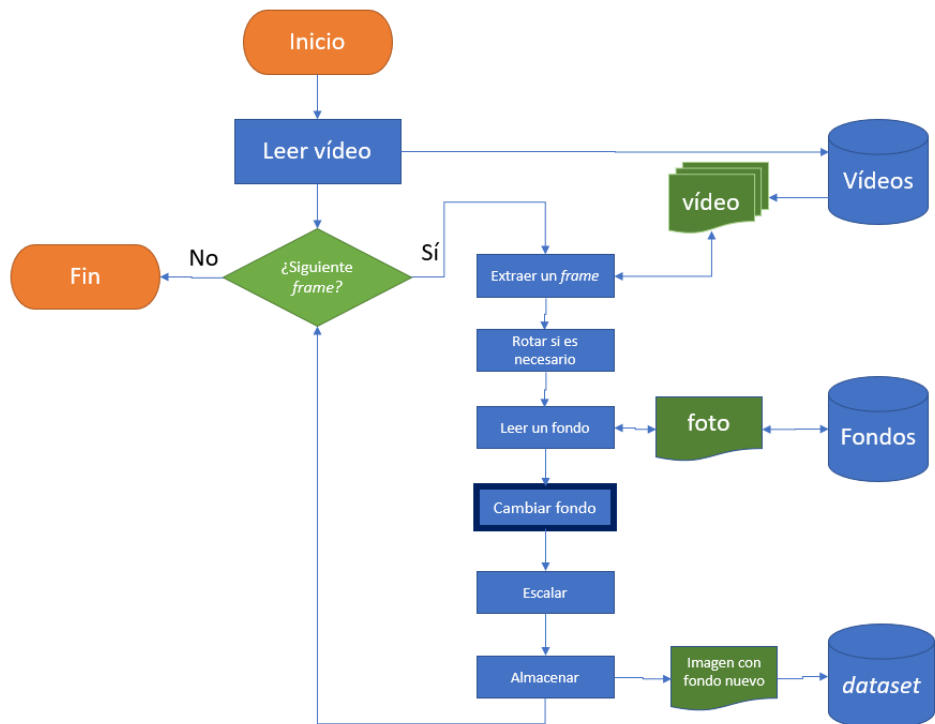 Inicio
Leer vídeo
Vídeos
vídeo
No
¿Siguiente
frame?
Sí
Fin
Extraer un frame
Rotar si es
necesario
Leer un fondo
foto
Fondos
Cambiar fondo
Escalar
Almacenar
Imagen con
fondo nuevo
dataset